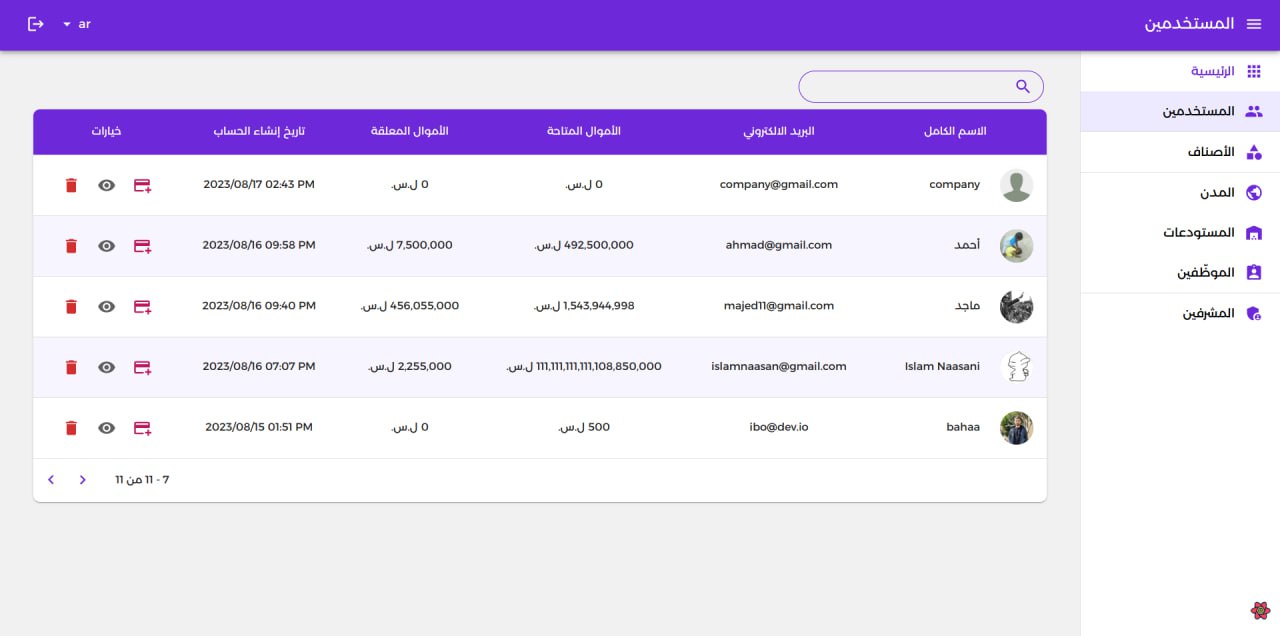 المستخدمين
ar
الرئيسية
المستخدمين
الأصناف
المدن
المستودعات
الموظّفين
المشرفين
الاسم الكامل البريد الالكتروني الأموال المتاحة الأموال المعلقة تاريخ إنشاء الحساب خيارات
company company@gmail.com 0 ل.س. 0 ل.س. 2023/08/17 02:43 PM
أحمد ahmad@gmail.com 492,500,000 ل.س. 7,500,000 ل.س. 2023/08/16 09:58 PM
ماجد majed11@gmail.com 1,543,944,998 ل.س. 456,055,000 ل.س. 2023/08/16 09:40 PM
Islam Naasani islamnaasan@gmail.com 111,111,111,111,108,850,000 ل.س. 2,255,000 ل.س. 2023/08/16 07:07 PM
bahaa ibo@dev.io 500 ل.س. 0 ل.س. 2023/08/15 01:51 PM
7 - 11 من 11